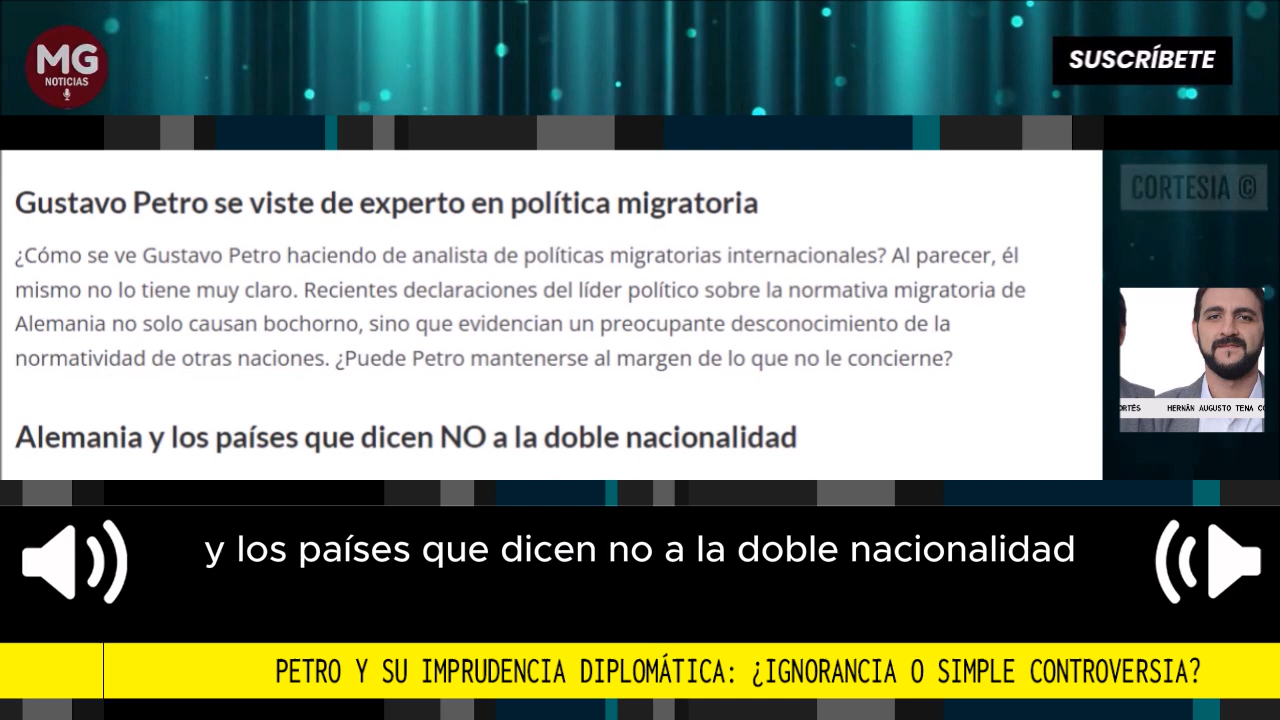 MG
NOTICIAS
SUSCRÍBETE
CORTESIA ©
Gustavo Petro se viste de experto en política migratoria
¿Cómo se ve Gustavo Petro haciendo de analista de políticas migratorias internacionales? Al parecer, él
mismo no lo tiene muy claro. Recientes declaraciones del líder político sobre la normativa migratoria de
Alemania no solo causan bochorno, sino que evidencian un preocupante desconocimiento de la
normatividad de otras naciones. ¿Puede Petro mantenerse al margen de lo que no le concierne?
Alemania y los países que dicen NO a la doble nacionalidad
RTÉS HERNÁN AUGUSTO TENA CO
y los países que dicen no a la doble nacionalidad
PETRO Y SU IMPRUDENCIA DIPLOMÁTICA: ¿IGNORANCIA O SIMPLE CONTROVERSIA?